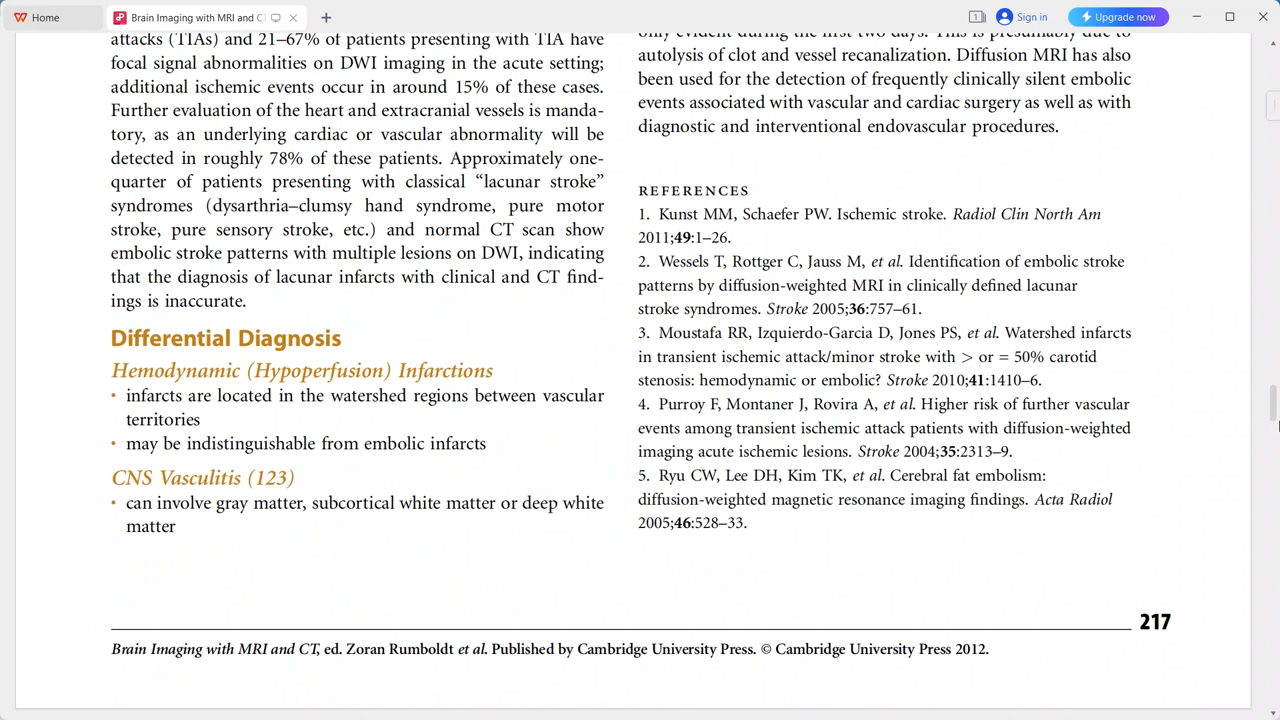 Home
Brain Imaging with MRI and C
1
Sign in
Upgrade now
attacks (TIAs) and 21–67% of patients presenting with TIA have
focal signal abnormalities on DWI imaging in the acute setting;
additional ischemic events occur in around 15% of these cases.
Further evaluation of the heart and extracranial vessels is manda-
tory, as an underlying cardiac or vascular abnormality will be
detected in roughly 78% of these patients. Approximately one-
quarter of patients presenting with classical “lacunar stroke”
syndromes (dysarthria–clumsy hand syndrome, pure motor
stroke, pure sensory stroke, etc.) and normal CT scan show
embolic stroke patterns with multiple lesions on DWI, indicating
that the diagnosis of lacunar infarcts with clinical and CT find-
ings is inaccurate.
Differential Diagnosis
Hemodynamic (Hypoperfusion) Infarctions
• infarcts are located in the watershed regions between vascular
territories
• may be indistinguishable from embolic infarcts
CNS Vasculitis (123)
• can involve gray matter, subcortical white matter or deep white
matter
only evident during the first two days. This is presumably due to
autolysis of clot and vessel recanalization. Diffusion MRI has also
been used for the detection of frequently clinically silent embolic
events associated with vascular and cardiac surgery as well as with
diagnostic and interventional endovascular procedures.
REFERENCES
1. Kunst MM, Schaefer PW. Ischemic stroke. Radiol Clin North Am
2011;49:1–26.
2. Wessels T, Rottger C, Jauss M, et al. Identification of embolic stroke
patterns by diffusion-weighted MRI in clinically defined lacunar
stroke syndromes. Stroke 2005;36:757–61.
3. Moustafa RR, Izquierdo-Garcia D, Jones PS, et al. Watershed infarcts
in transient ischemic attack/minor stroke with > or = 50% carotid
stenosis: hemodynamic or embolic? Stroke 2010;41:1410–6.
4. Purroy F, Montaner J, Rovira A, et al. Higher risk of further vascular
events among transient ischemic attack patients with diffusion-weighted
imaging acute ischemic lesions. Stroke 2004;35:2313–9.
5. Ryu CW, Lee DH, Kim TK, et al. Cerebral fat embolism:
diffusion-weighted magnetic resonance imaging findings. Acta Radiol
2005;46:528–33.
217
Brain Imaging with MRI and CT, ed. Zoran Rumboldt et al. Published by Cambridge University Press. © Cambridge University Press 2012.